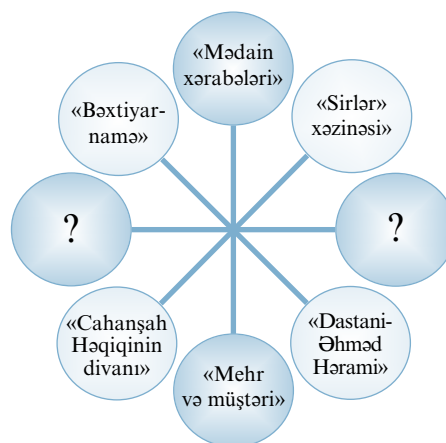 «Mədain
xərabələri»
«Bəxtiyar-
namə»
«Sirlər»
xəzinəsi»
?
?
«Cahanşah
Həqiqinin
divanı»
«Dastani-
Əhməd
Hərami»
«Mehr
və müştəri»